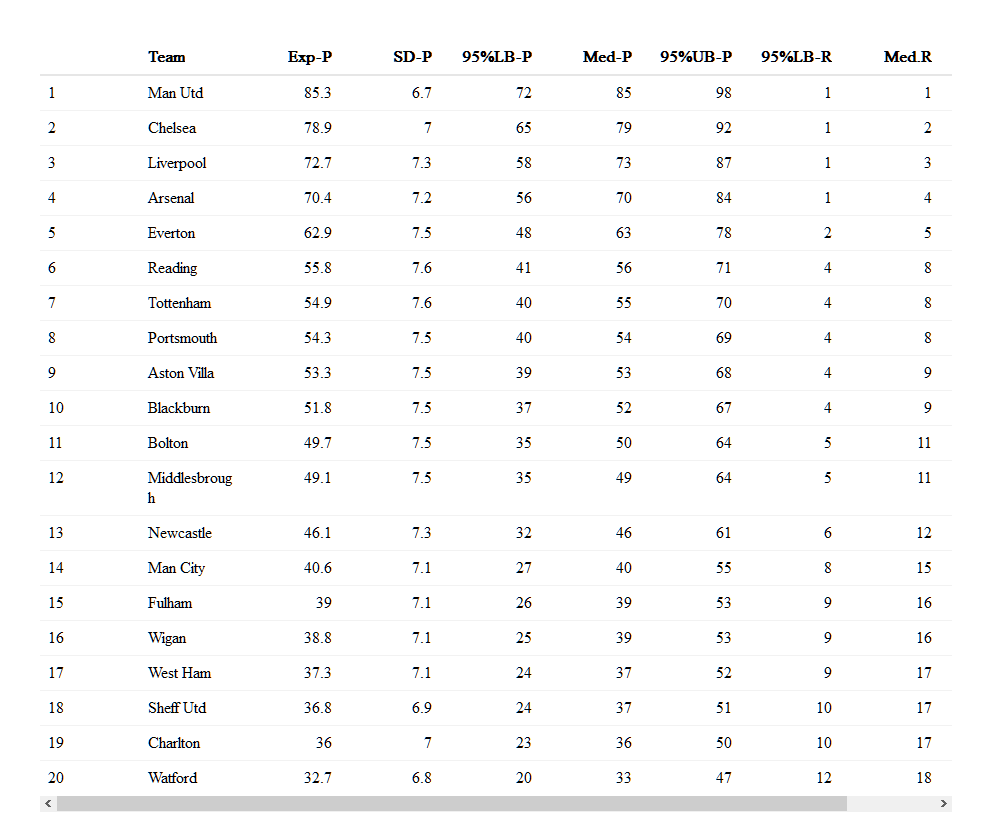 Team Exp-P SD-P 95%LB-P Med-P 95%UB-P 95%LB-R Med.R
1 Man Utd 85.3 6.7 72 85 98 1 1
2 Chelsea 78.9 7 65 79 92 1 2
3 Liverpool 72.7 7.3 58 73 87 1 3
4 Arsenal 70.4 7.2 56 70 84 1 4
5 Everton 62.9 7.5 48 63 78 2 5
6 Reading 55.8 7.6 41 56 71 4 8
7 Tottenham 54.9 7.6 40 55 70 4 8
8 Portsmouth 54.3 7.5 40 54 69 4 8
9 Aston Villa 53.3 7.5 39 53 68 4 9
10 Blackburn 51.8 7.5 37 52 67 4 9
11 Bolton 49.7 7.5 35 50 64 5 11
12 Middlesbroug 49.1 7.5 35 49 64 5 11
h
13 Newcastle 46.1 7.3 32 46 61 6 12
14 Man City 40.6 7.1 27 40 55 8 15
15 Fulham 39 7.1 26 39 53 9 16
16 Wigan 38.8 7.1 25 39 53 9 16
17 West Ham 37.3 7.1 24 37 52 9 17
18 Sheff Utd 36.8 6.9 24 37 51 10 17
19 Charlton 36 7 23 36 50 10 17
20 Watford 32.7 6.8 20 33 47 12 18